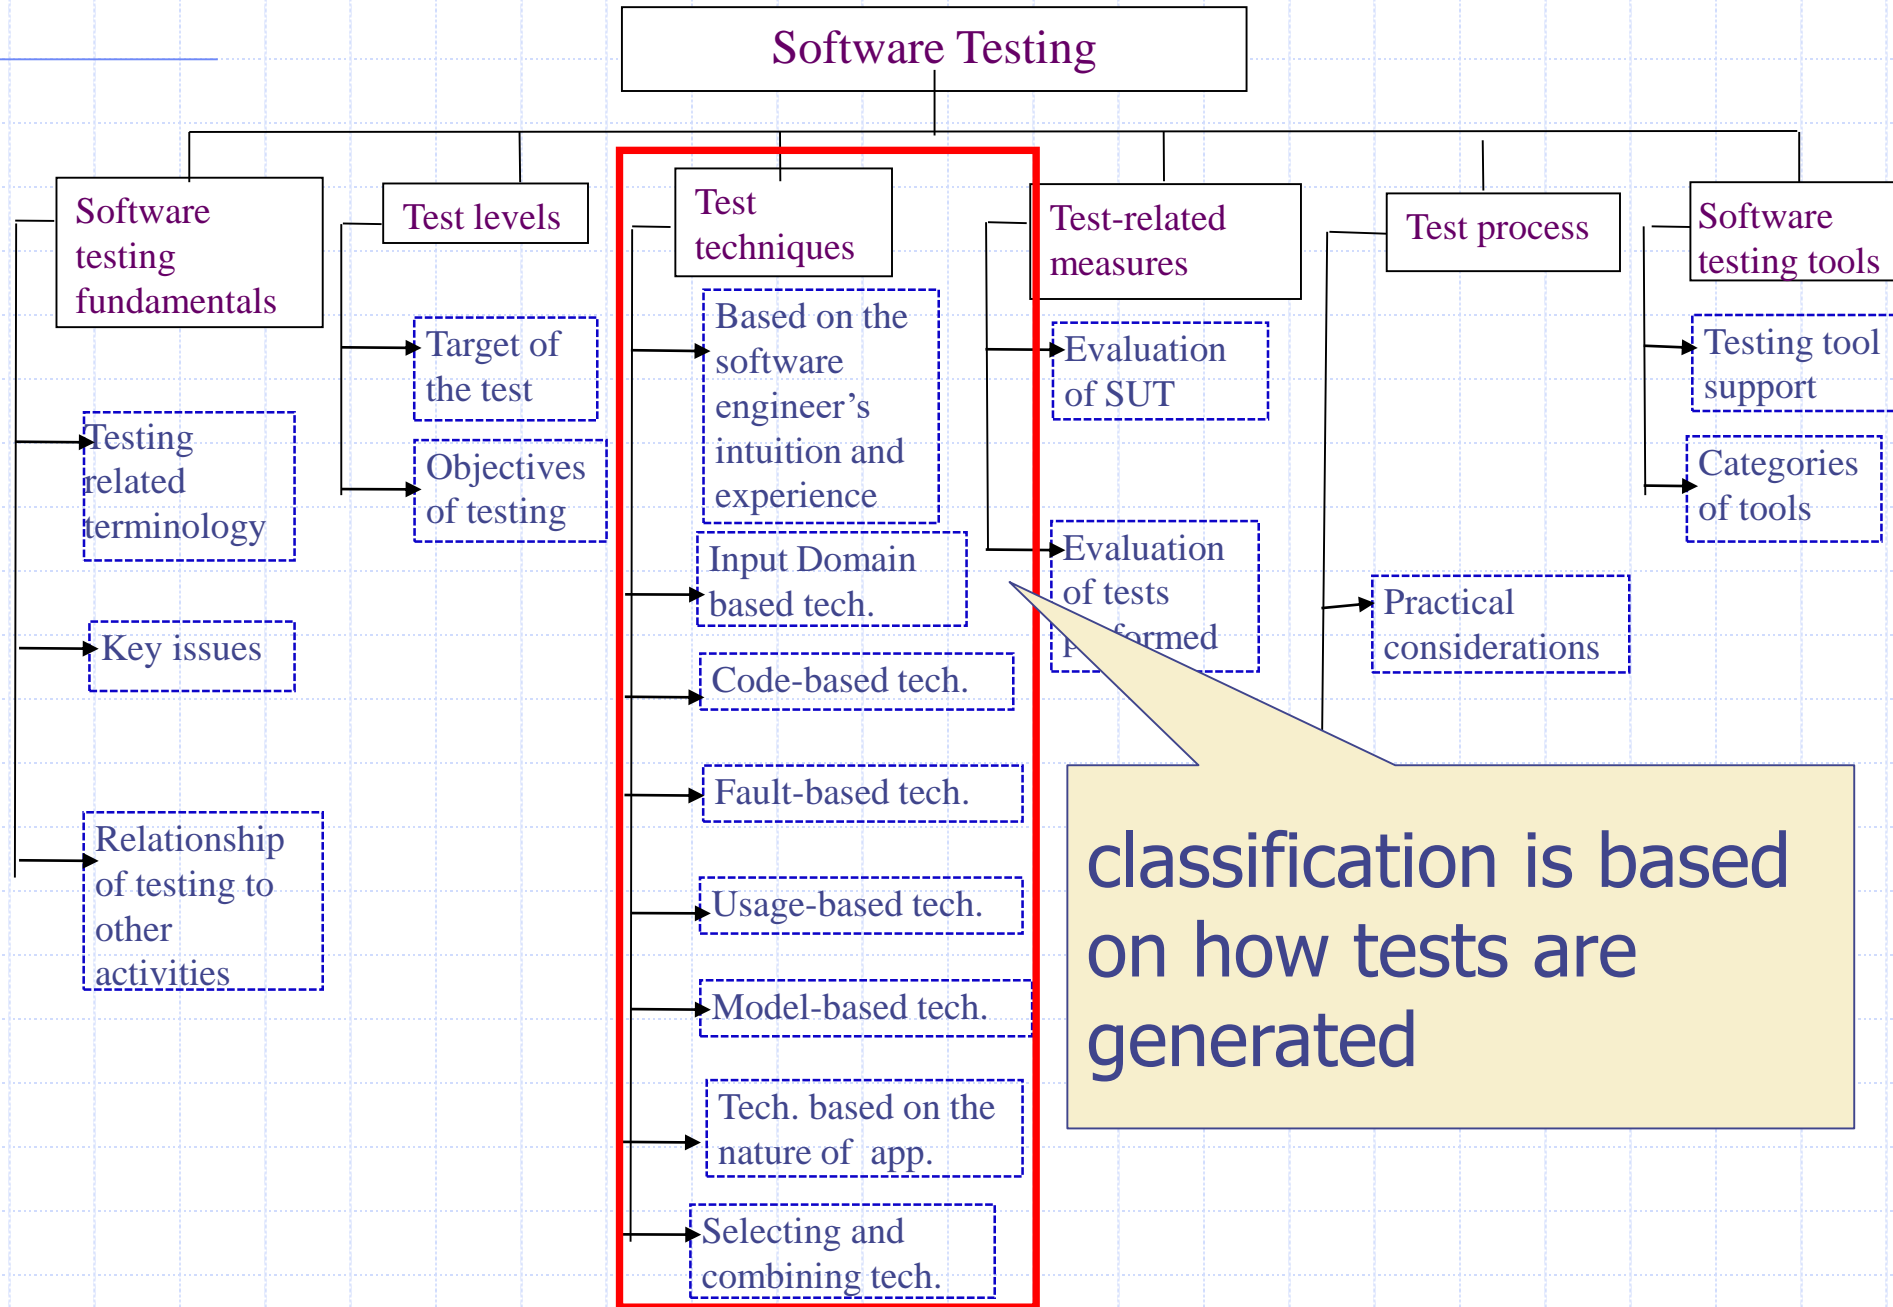 Software Testing
Software
testing
fundamentals
Testing
related
terminology
Key issues
Relationship
of testing to
other
activities
Test levels
Target of
the test
Objectives
of testing
Test
techniques
Based on the
software
engineer’s
intuition and
experience
Input Domain
based tech.
Code-based tech.
Fault-based tech.
Usage-based tech.
Model-based tech.
Tech. based on the
nature of  app.
Selecting and
combining tech.
Test-related
measures
Evaluation
of SUT
Evaluation
of tests
Test process
Practical
considerations
Software
testing tools
Testing tool
support
Categories
of tools
classification is based
on how tests are
generated